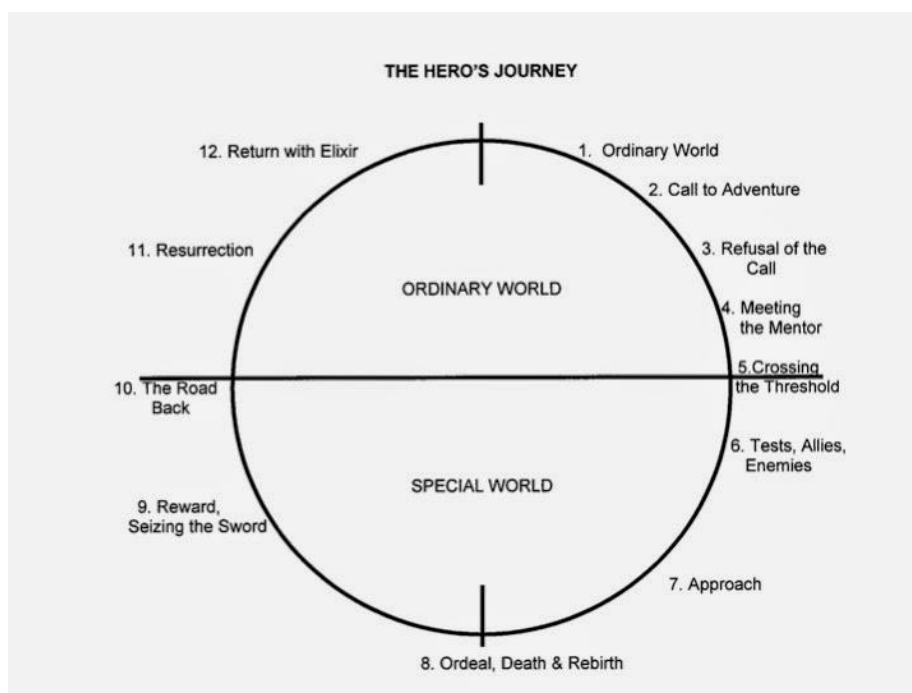 THE HERO'S JOURNEY
12. Return with Elixir
1. Ordinary World
2. Call to Adventure
11. Resurrection
3. Refusal of the
Call
ORDINARY WORLD
4. Meeting
the Mentor
5.Crossing
the Threshold
10. The Road
Back
6. Tests, Allies,
Enemies
SPECIAL WORLD
9. Reward,
Seizing the Sword
7. Approach
8. Ordeal, Death & Rebirth